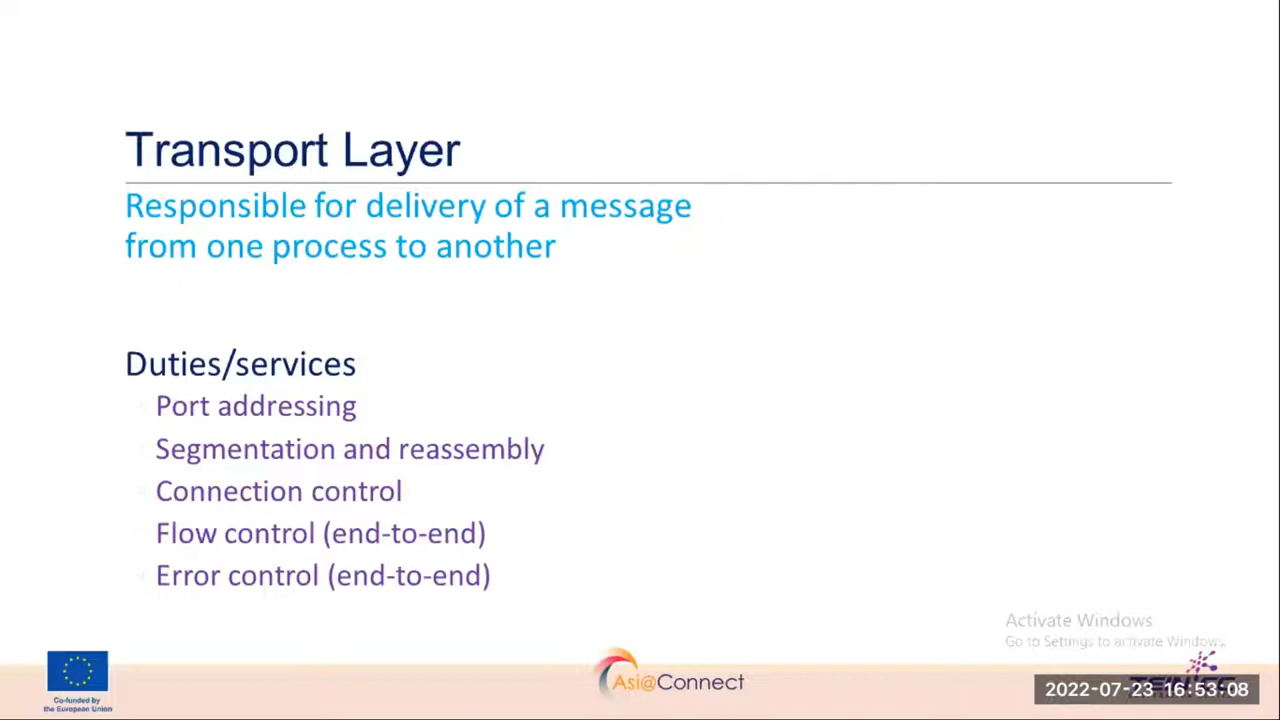 Transport Layer
Responsible for delivery of a message
from one process to another
Duties/services
Port addressing
Segmentation and reassembly
Connection control
Flow control (end-to-end)
Error control (end-to-end)
Activate Windows
Go to Settings to activate Windows.
Co-funded by
the European Union
Asi@Connect
2022-07-23 16:53:08